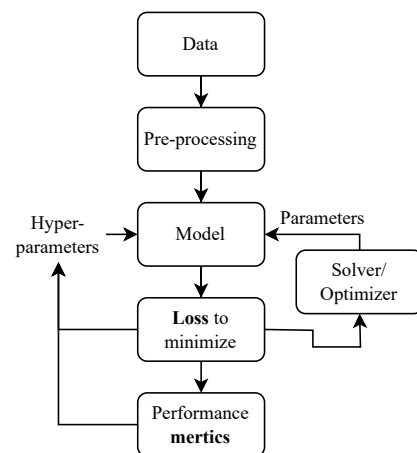 Data
Pre-processing
Hyper-
parameters
Model
Parameters
Solver/
Optimizer
Loss to
minimize
Performance
mertics